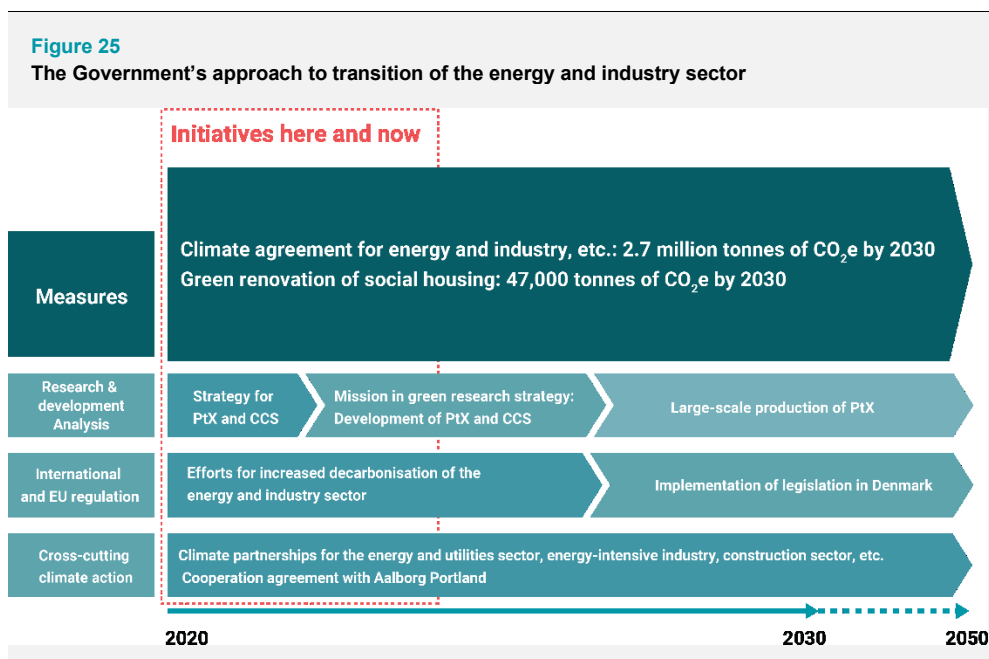 Figure 25
The Government's approach to transition of the energy and industry sector
Initiatives here and now
Measures
Climate agreement for energy and industry, etc.: 2.7 million tonnes of CO₂e by 2030
Green renovation of social housing: 47,000 tonnes of CO₂e by 2030
Research &
development
Analysis
Strategy for
PtX and CCS
Mission in green research strategy:
Development of PtX and CCS
Large-scale production of PtX
International
and EU regulation
Efforts for increased decarbonisation of the
energy and industry sector
Implementation of legislation in Denmark
Cross-cutting
climate action
Climate partnerships for the energy and utilities sector, energy-intensive industry, construction sector, etc.
Cooperation agreement with Aalborg Portland
2020
2030
2050